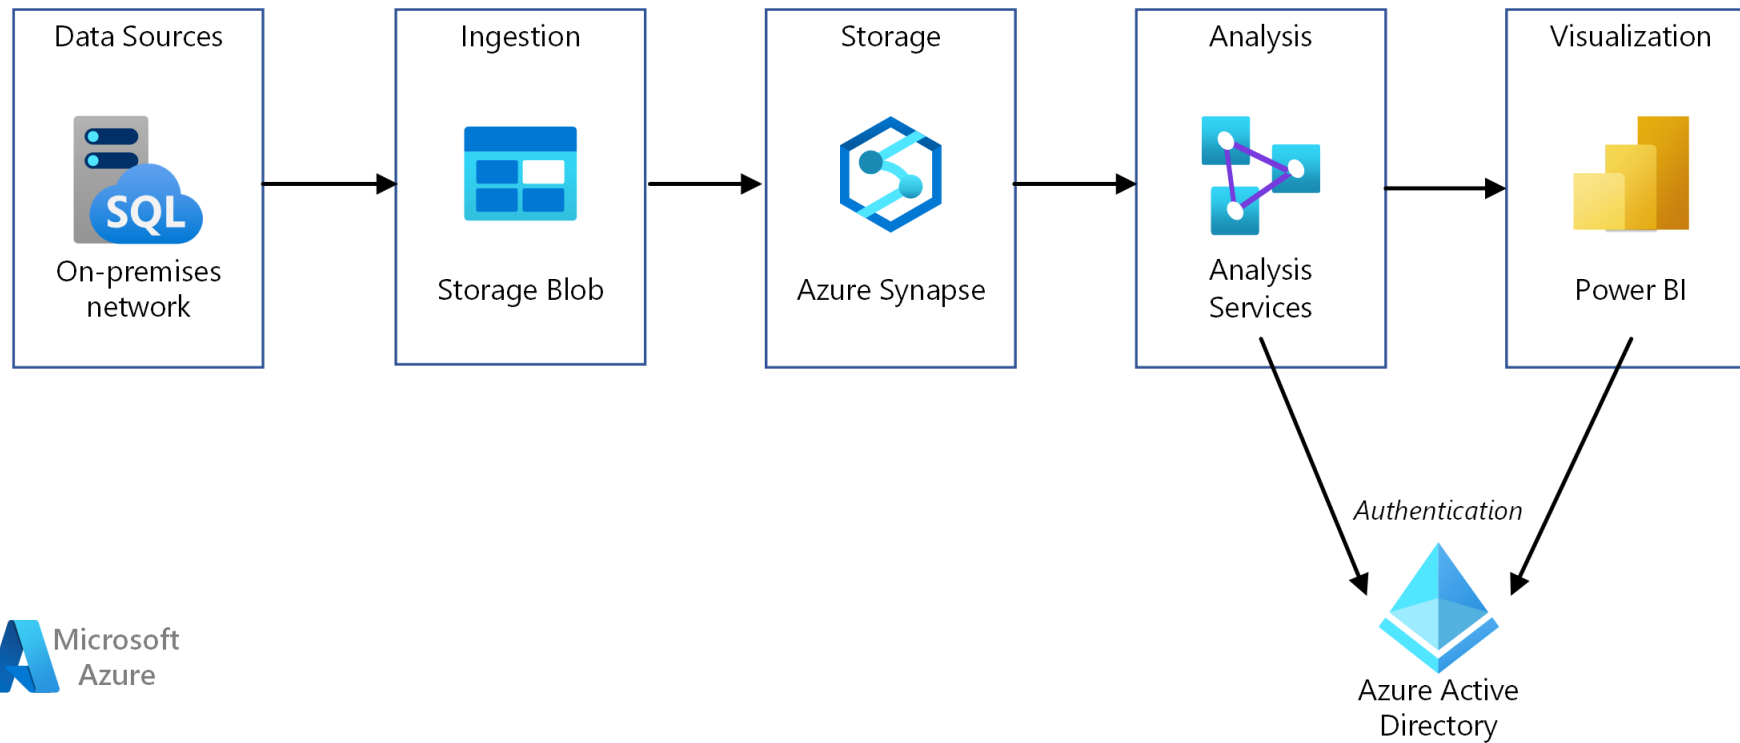 Data Sources
Ingestion
Storage
Analysis
Visualization
SQL
On-premises
network
Storage Blob
Azure Synapse
Analysis
Services
Power BI
Authentication
Microsoft
Azure
Azure Active
Directory